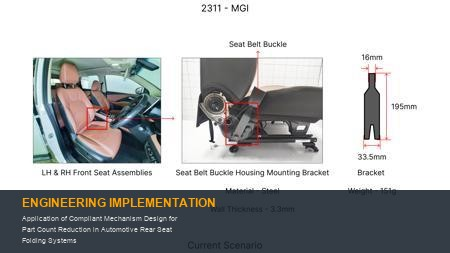 2311 - MGI
Seat Belt Buckle
16mm
195mm
33.5mm
LH & RH Front Seat Assemblies
Seat Belt Buckle Housing Mounting Bracket
Bracket
Material - Steel
Weight - 151g
Wall Thickness - 3.3mm
ENGINEERING IMPLEMENTATION
Application of Compliant Mechanism Design for
Part Count Reduction in Automotive Rear Seat
Folding Systems
Current Scenario